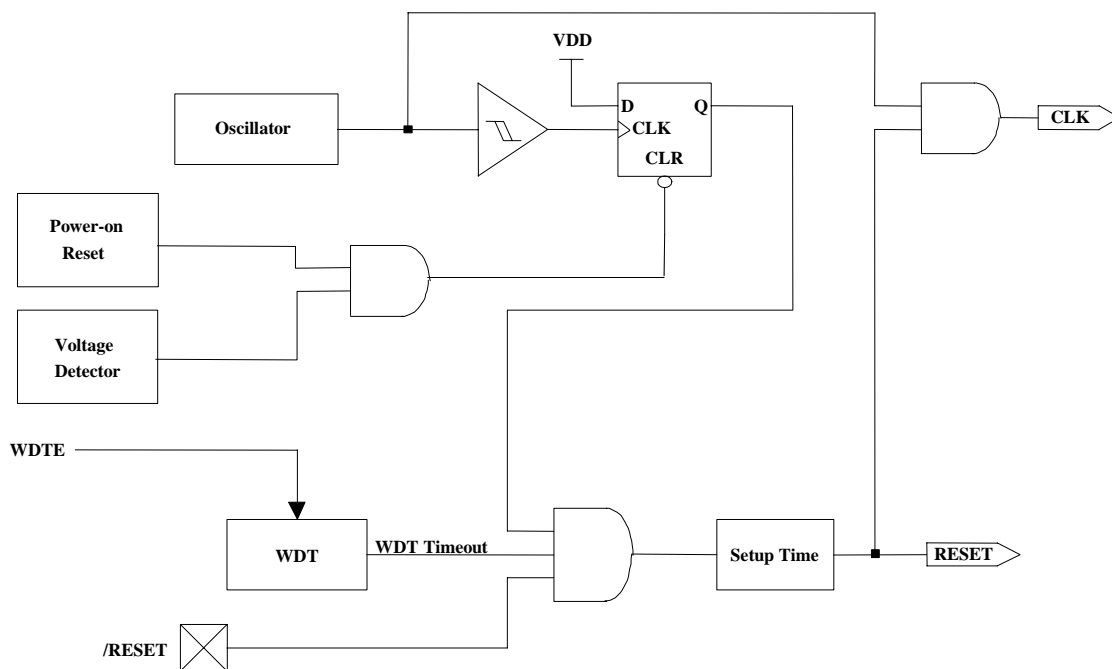 VDD
D
Q
CLK
CLR
Oscillator
CLK
Power-on
Reset
Voltage
Detector
WDTE
WDT
WDT Timeout
Setup Time
RESET
/RESET